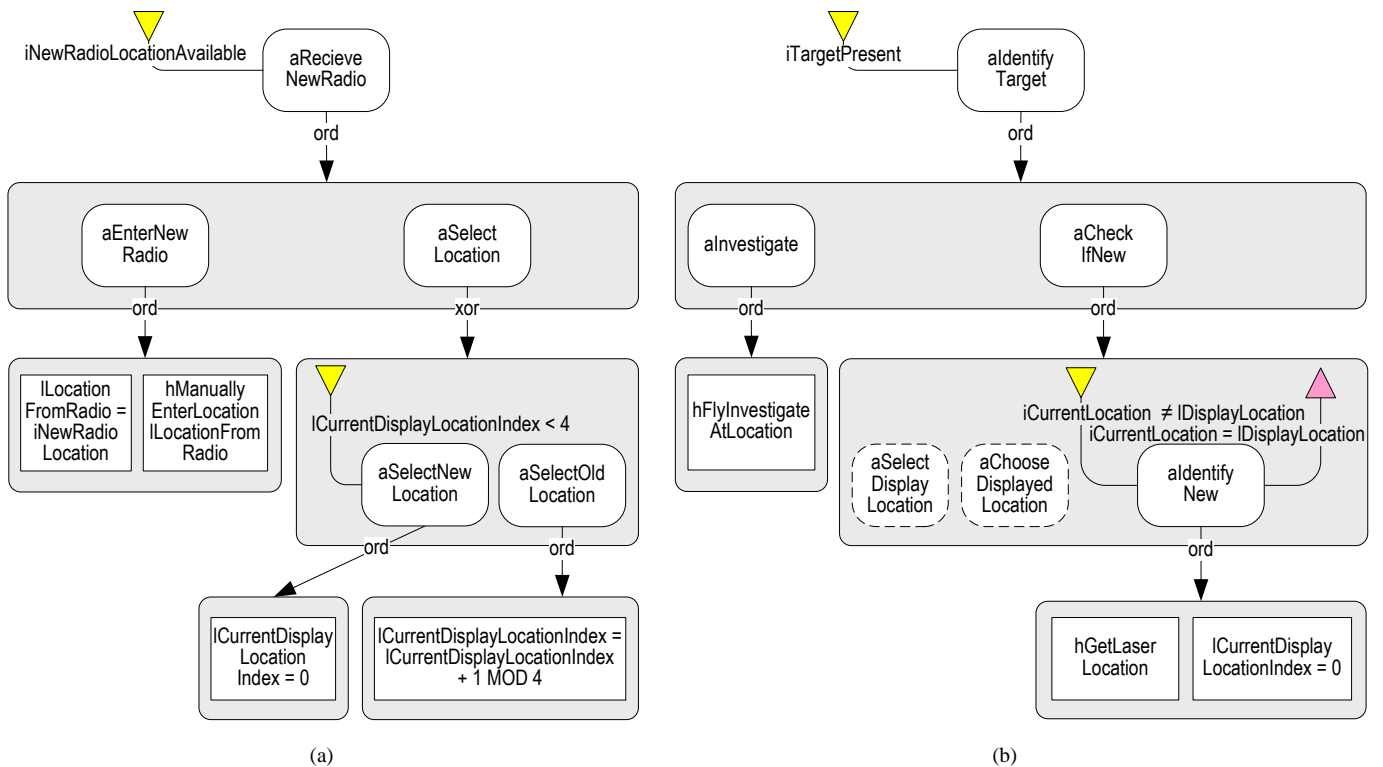 iNewRadioLocationAvailable
aRecieve
NewRadio
ord
aEnterNew
Radio
aSelect
Location
ord
xor
lLocation
FromRadio =
iNewRadio
Location
hManually
EnterLocation
lLocationFrom
Radio
lCurrentDisplayLocationIndex < 4
aSelectNew
Location
aSelectOld
Location
ord
ord
lCurrentDisplay
Location
Index = 0
lCurrentDisplayLocationIndex =
lCurrentDisplayLocationIndex
+ 1 MOD 4
(a)
iTargetPresent
aIdentify
Target
ord
aInvestigate
aCheck
IfNew
ord
ord
hFlyInvestigate
AtLocation
iCurrentLocation ≠ lDisplayLocation
iCurrentLocation = lDisplayLocation
aSelect
Display
Location
aChoose
Displayed
Location
aIdentify
New
ord
hGetLaser
Location
lCurrentDisplay
LocationIndex = 0
(b)